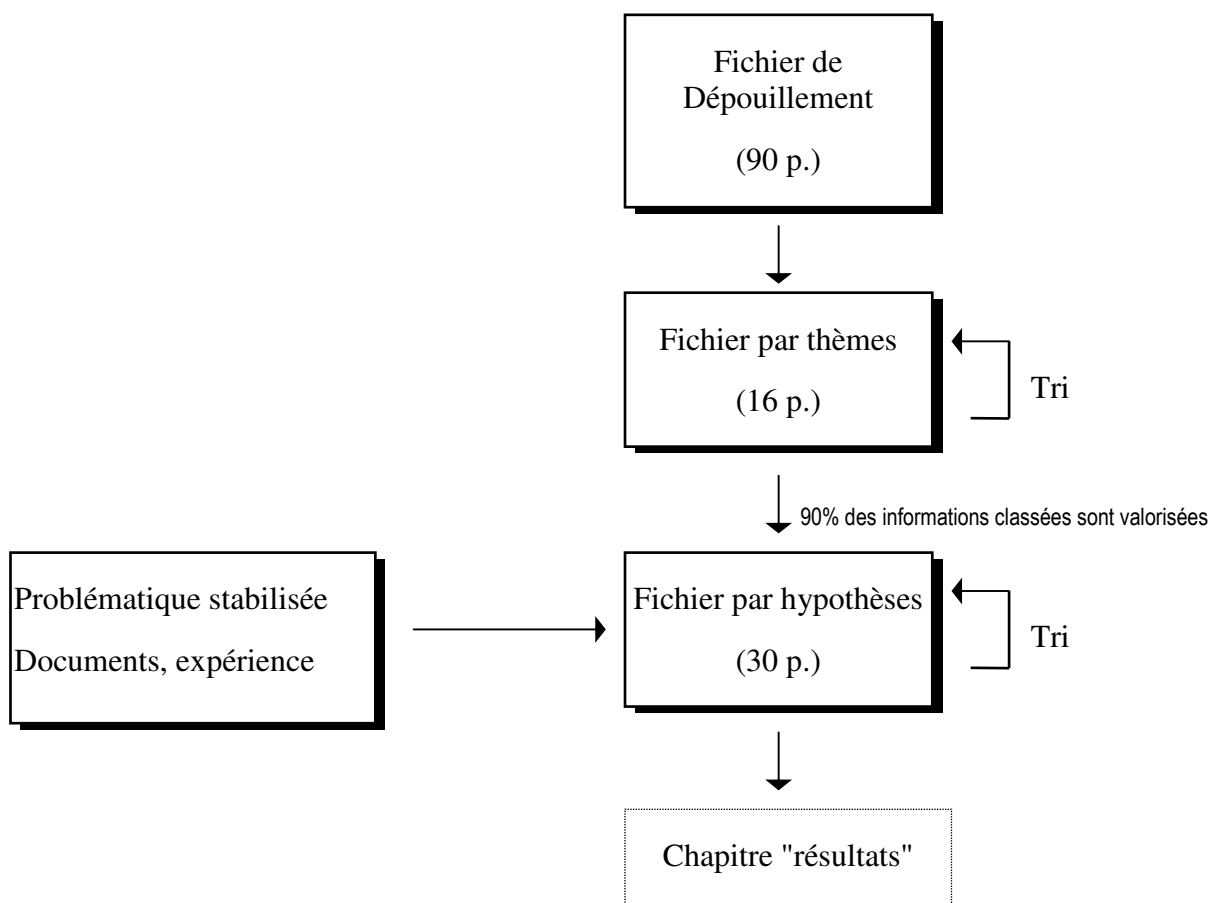 Fichier de
Dépouillement
(90 p.)
Fichier par thèmes
(16 p.)
Tri
90% des informations classées sont valorisées
Problématique stabilisée
Documents, expérience
Fichier par hypothèses
(30 p.)
Tri
Chapitre "résultats"